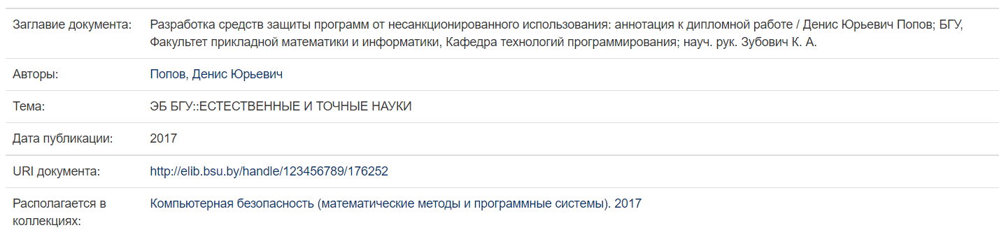 Заглавие документа: Разработка средств защиты программ от несанкционированного использования: аннотация к дипломной работе / Денис Юрьевич Попов; БГУ,
Факультет прикладной математики и информатики, Кафедра технологий программирования; науч. рук. Зубович К. А.
Авторы: Попов, Денис Юрьевич
Тема: ЭБ БГУ::ЕСТЕСТВЕННЫЕ И ТОЧНЫЕ НАУКИ
Дата публикации: 2017
URI документа: http://elib.bsu.by/handle/123456789/176252
Располагается в Компьютерная безопасность (математические методы и программные системы). 2017
коллекциях: